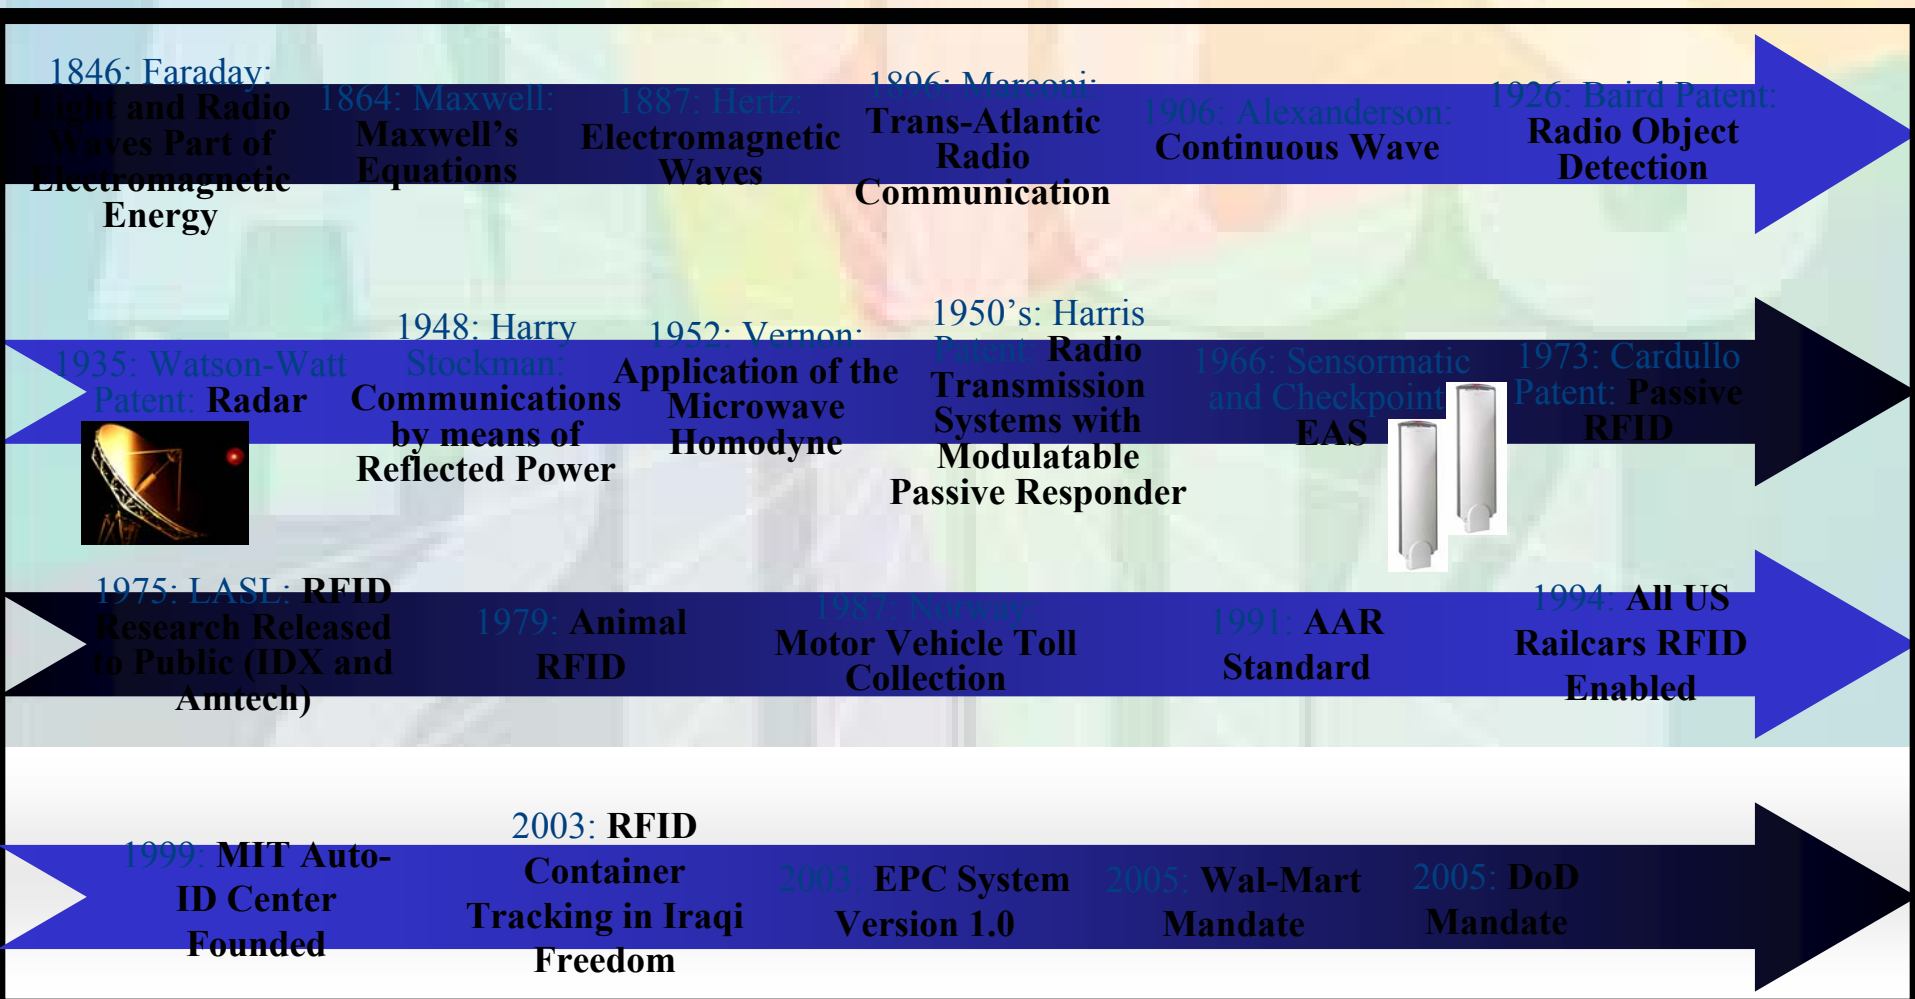 1846: Faraday:
Light and Radio
Waves Part of
Electromagnetic
Energy
1864: Maxwell:
Maxwell’s
Equations
1887: Hertz:
Electromagnetic
Waves
1896: Marconi:
Trans-Atlantic
Radio
Communication
1906: Alexanderson:
Continuous Wave
1926: Baird Patent:
Radio Object
Detection
1935: Watson-Watt
Patent: Radar
1948: Harry
Stockman:
Communications
by means of
Reflected Power
1952: Vernon:
Application of the
Microwave
Homodyne
1950’s: Harris
Patent: Radio
Transmission
Systems with
Modulatable
Passive Responder
1966: Sensormatic
and Checkpoint
EAS
1973: Cardullo
Patent: Passive
RFID
1975: LASL: RFID
Research Released
to Public (IDX and
Amtech)
1979: Animal
RFID
1987: Norway:
Motor Vehicle Toll
Collection
1991: AAR
Standard
1994: All US
Railcars RFID
Enabled
1999: MIT Auto-
ID Center
Founded
2003: RFID
Container
Tracking in Iraqi
Freedom
2003: EPC System
Version 1.0
2005: Wal-Mart
Mandate
2005: DoD
Mandate